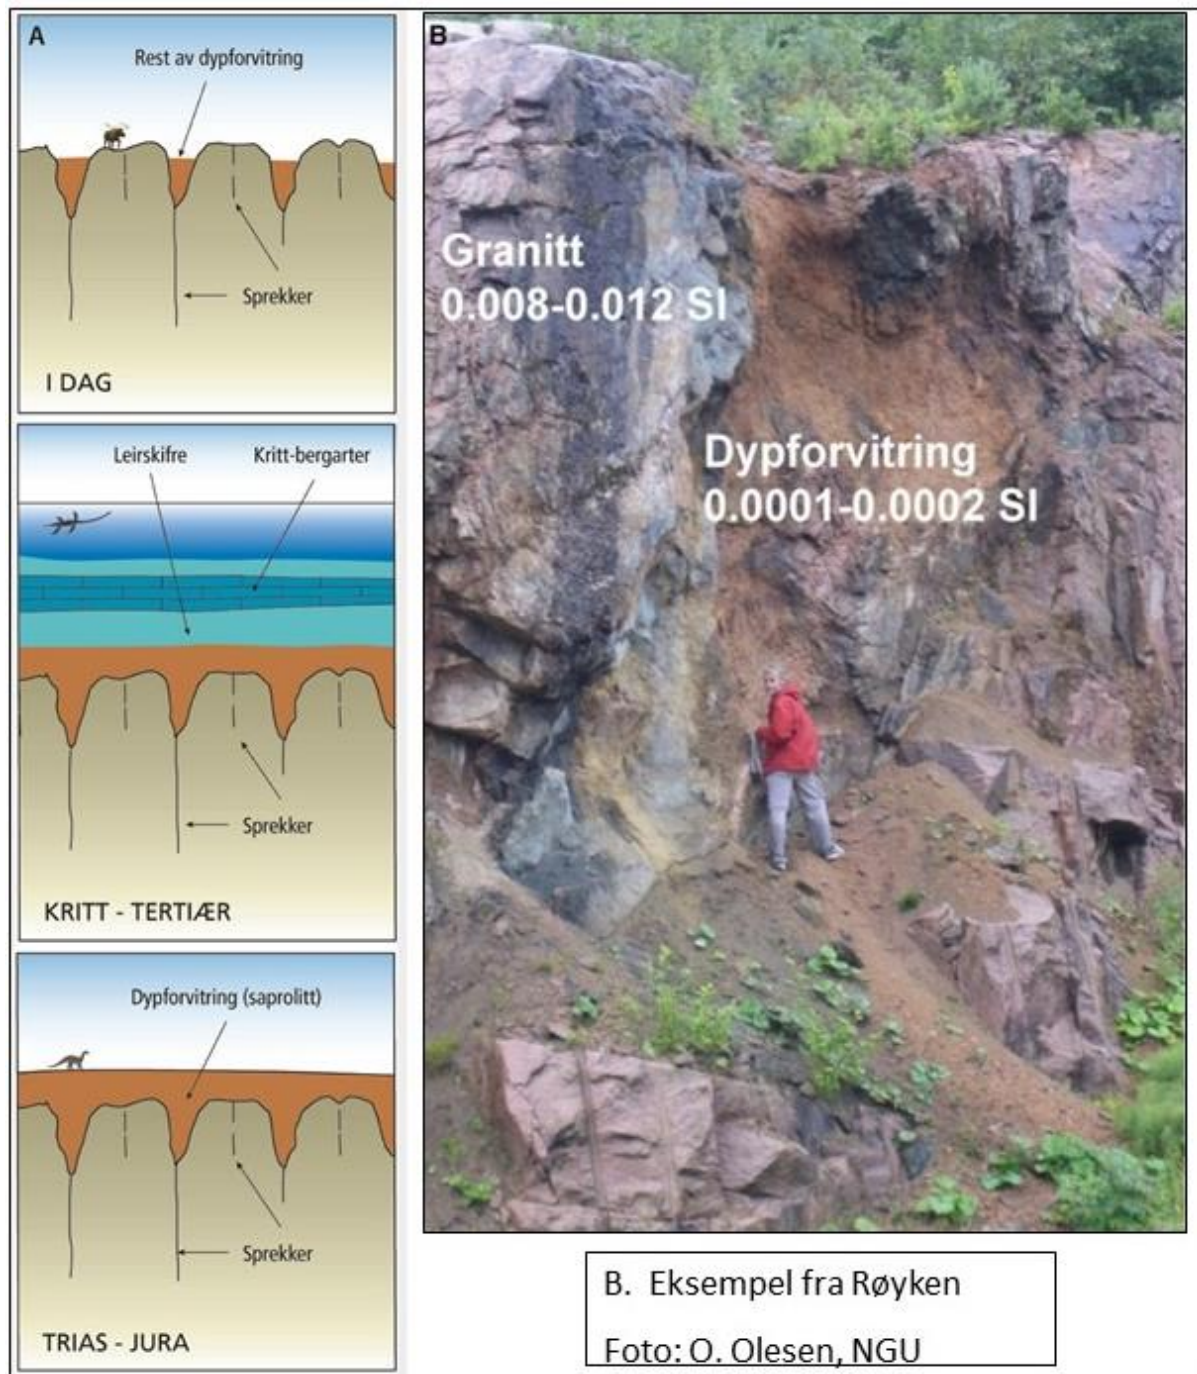 A
Rest av dypforvitring
Sprekker
I DAG
Leirskifre
Kritt-bergarter
Sprekker
KRITT - TERTIÆR
Dypforvitring (saprolitt)
Sprekker
TRIAS - JURA
B
Granitt
0.008-0.012 SI
Dypforvitring
0.0001-0.0002 SI
B. Eksempel fra Røyken
Foto: O. Olesen, NGU